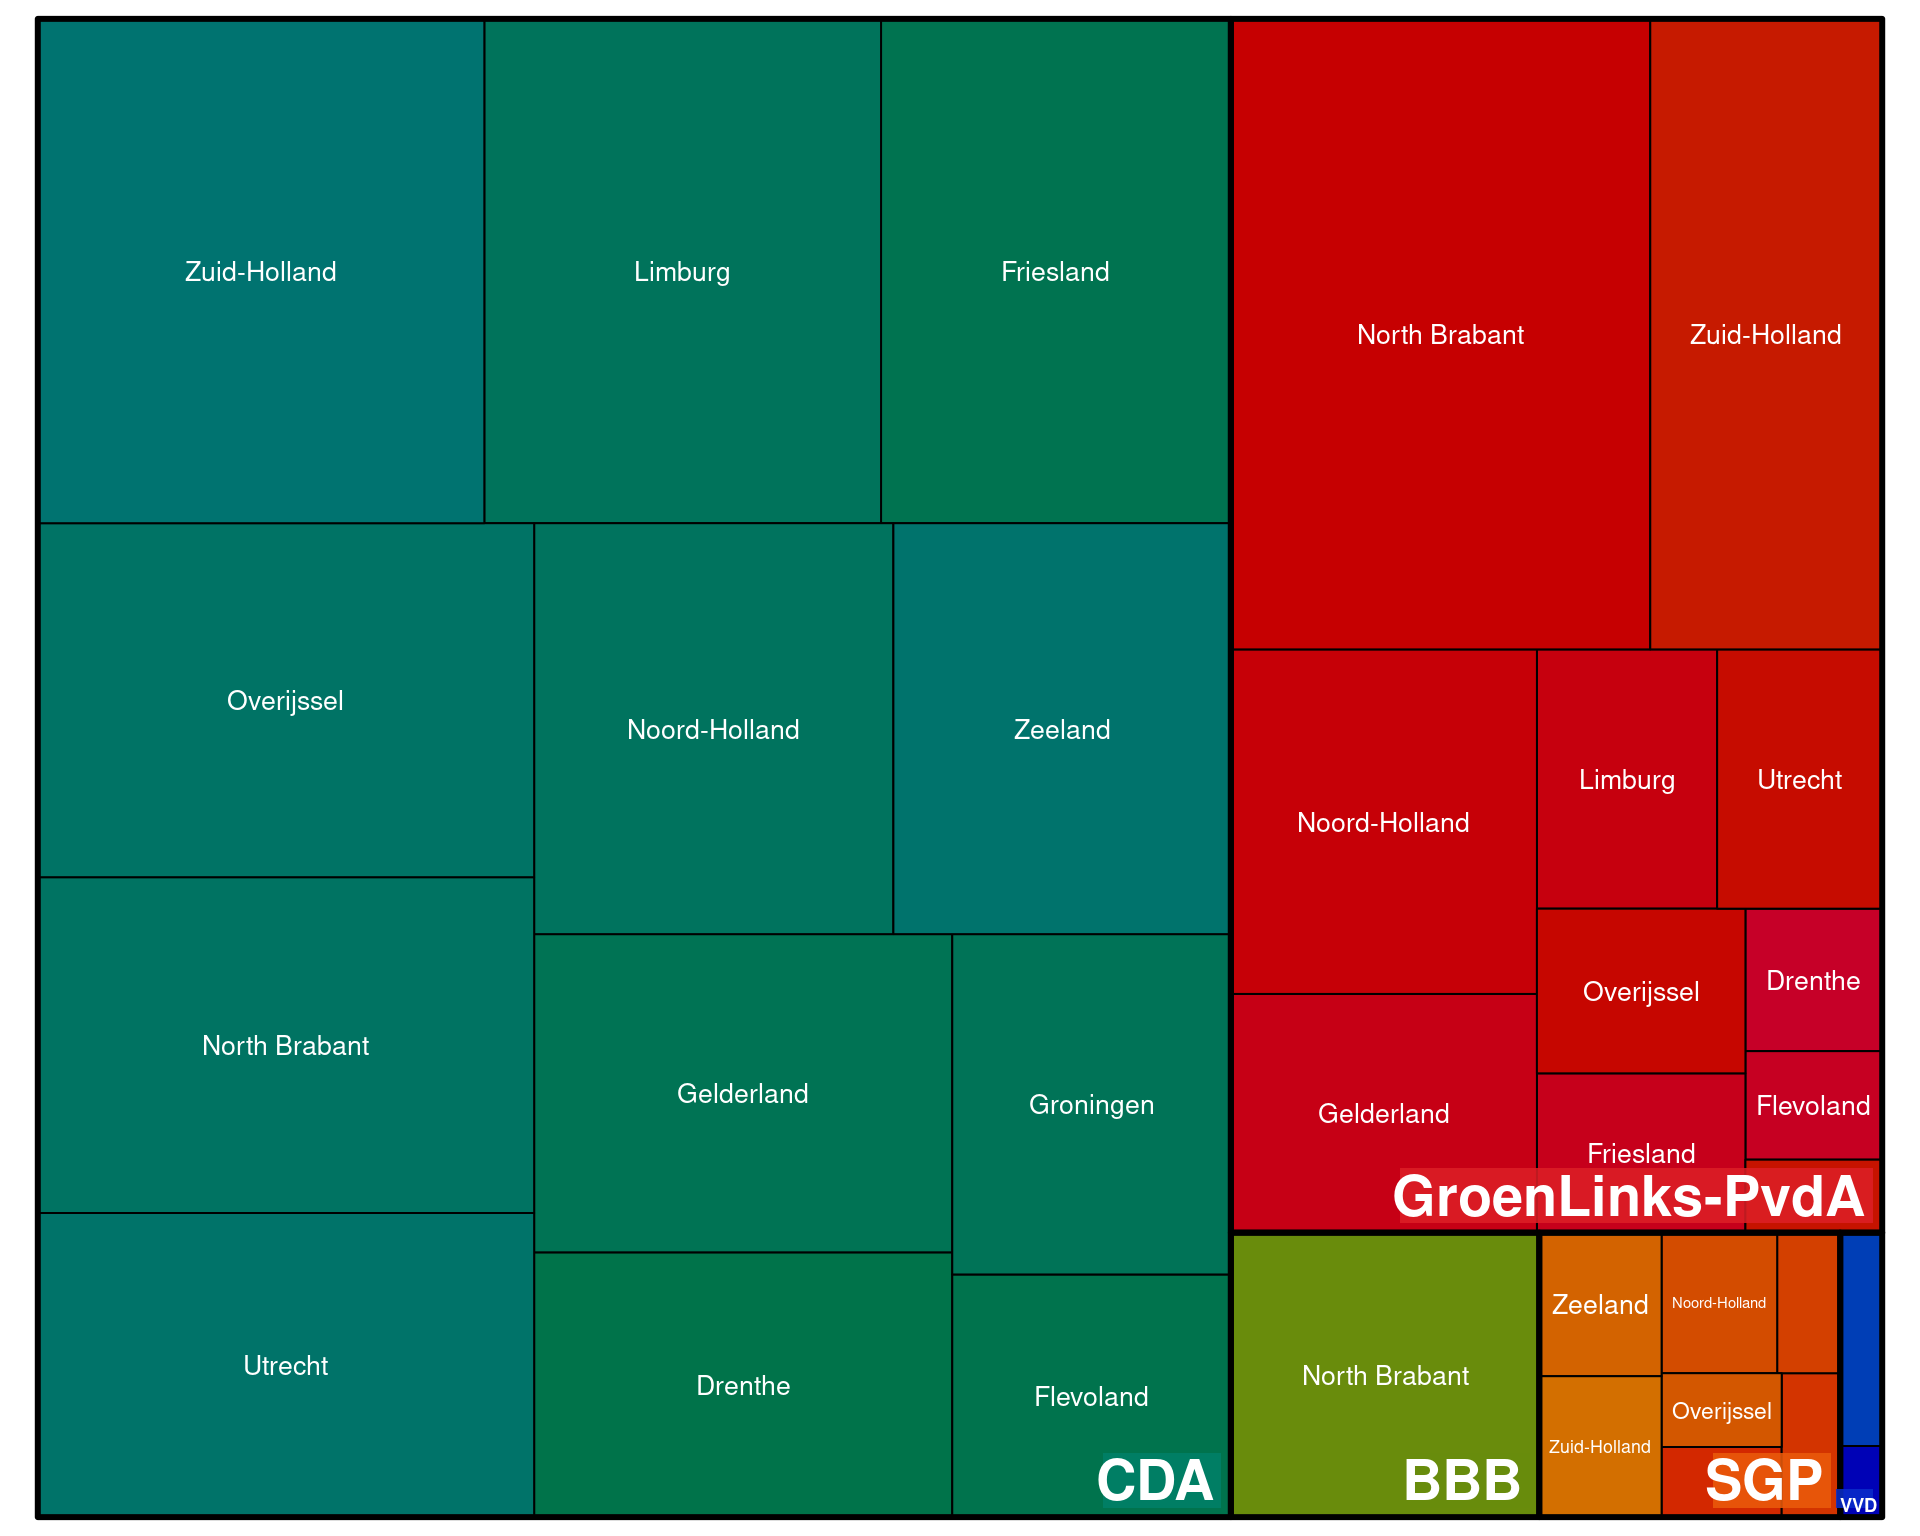 Zuid-Holland
Limburg
Friesland
Overijssel
Noord-Holland
Zeeland
North Brabant
Gelderland
Groningen
Utrecht
Drenthe
Flevoland
CDA
North Brabant
Zuid-Holland
Noord-Holland
Limburg
Utrecht
Overijssel
Drenthe
Gelderland
Friesland
Flevoland
GroenLinks-PvdA
North Brabant
BBB
Zeeland
Noord-Holland
Zuid-Holland
Overijssel
SGP
VVD